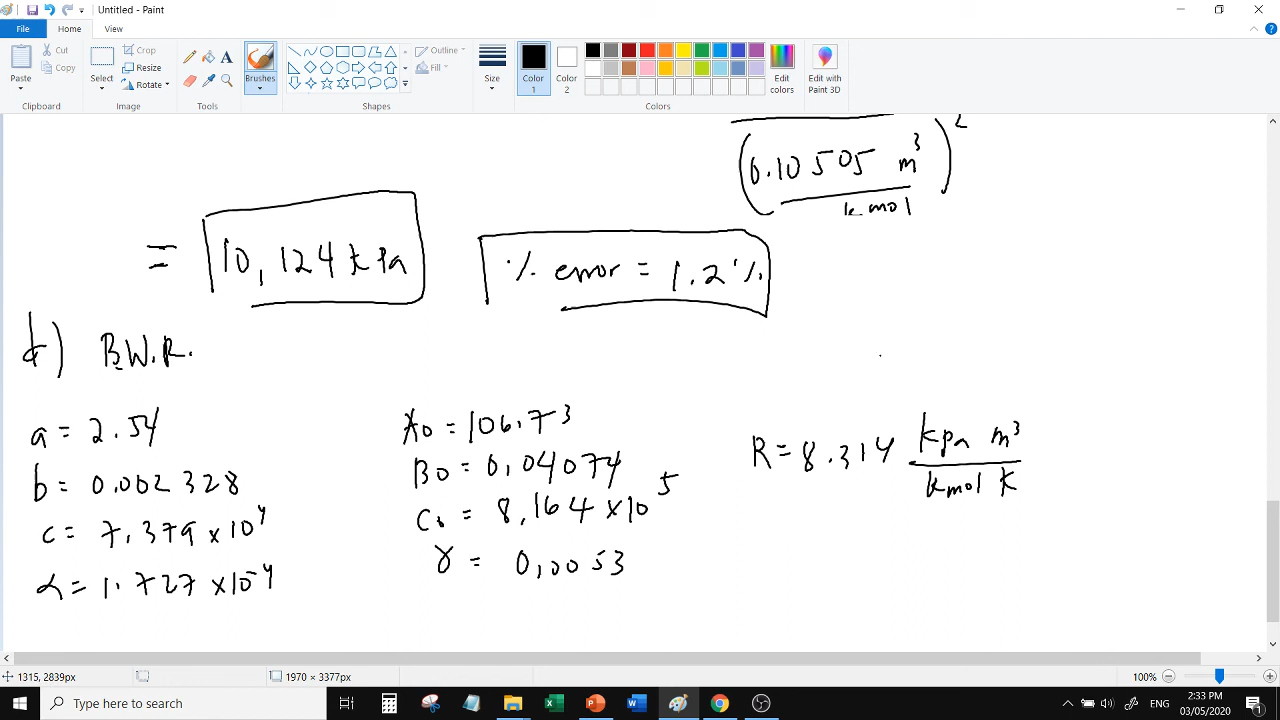 Untitled - Paint
File Home View
Paste Cut Copy Clipboard
Select Crop Resize Rotate Image
Tools
Brushes
Shapes Outline Fill
Size
Color 1 Color 2 Edit colors Colors
Edit with Paint 3D
(0.10505 m³ / kmol)²
= 10,124 kPa
% error = 1.2 %
d) B.W.R.
a = 2.54
b = 0.002328
c = 7.379 x 10⁴
α = 1.727 x 10⁻⁴
A0 = 106.73
B0 = 0,04074
C0 = 8,164 x 10⁵
γ = 0,0053
R = 8.314 kpa m³ / kmol K
1315, 2839px
1970 × 3377px
100%
Type here to search
ENG
2:33 PM
03/05/2020